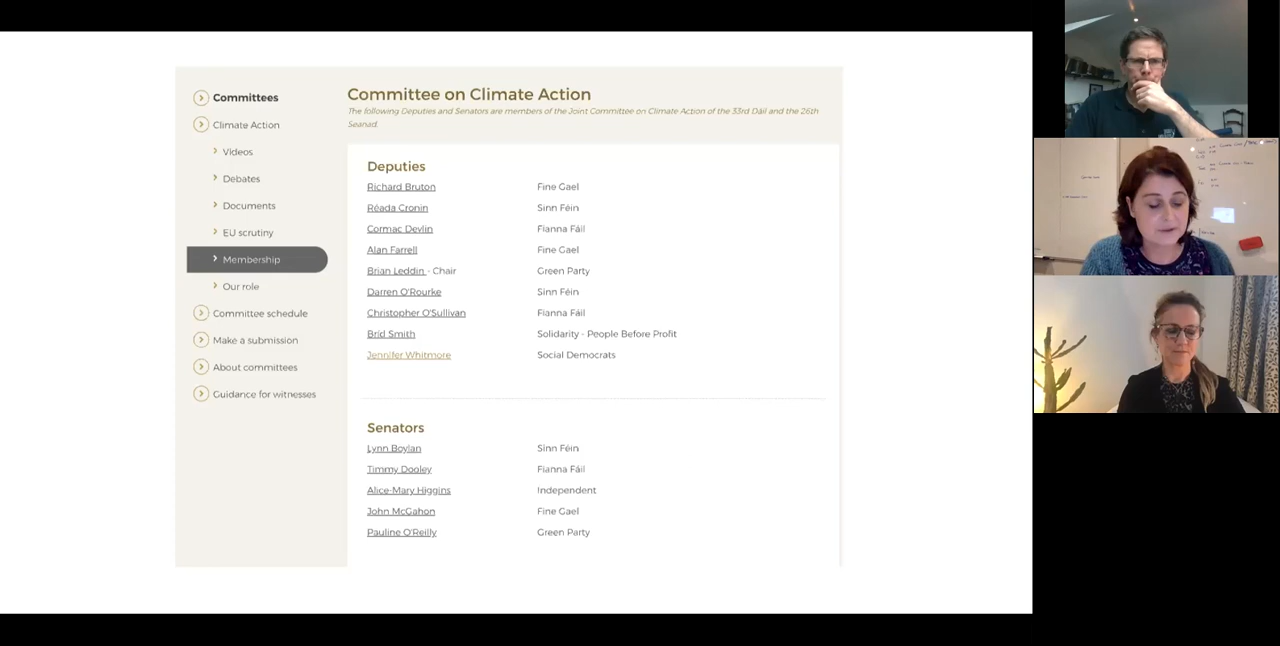 Committees
Climate Action
Videos
Debates
Documents
EU scrutiny
Membership
Our role
Committee schedule
Make a submission
About committees
Guidance for witnesses
Committee on Climate Action
The following Deputies and Senators are members of the Joint Committee on Climate Action of the 33rd Dáil and the 26th
Seanad.
Deputies
Richard Bruton Fine Gael
Réada Cronin Sinn Féin
Cormac Devlin Fianna Fáil
Alan Farrell Fine Gael
Brian Leddin - Chair Green Party
Darren O'Rourke Sinn Féin
Christopher O'Sullivan Fianna Fáil
Bríd Smith Solidarity - People Before Profit
Jennifer Whitmore Social Democrats
Senators
Lynn Boylan Sinn Féin
Timmy Dooley Fianna Fáil
Alice-Mary Higgins Independent
John McGahon Fine Gael
Pauline O'Reilly Green Party